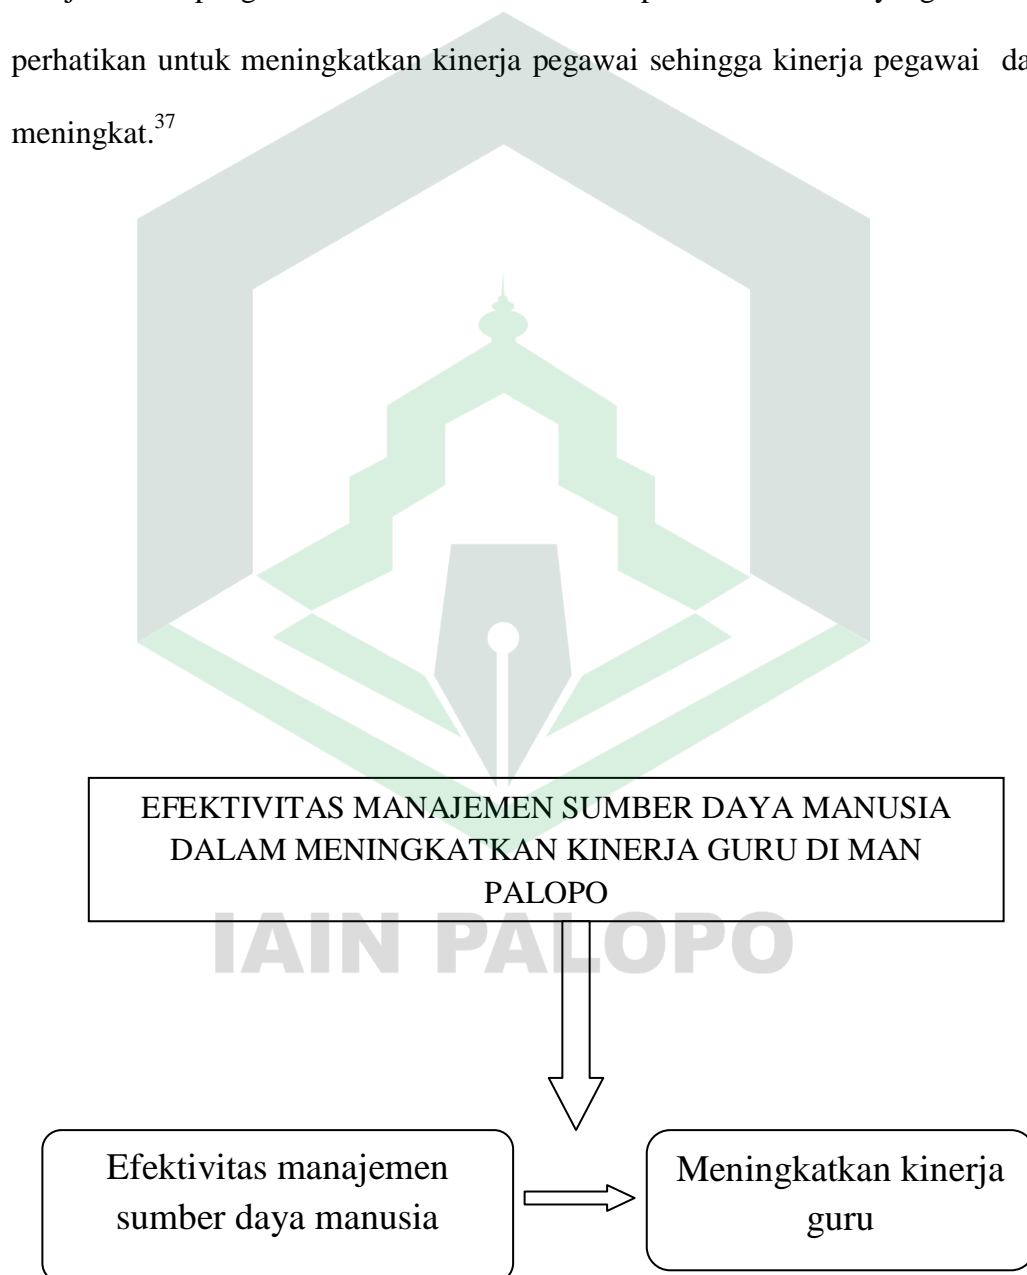 perhatikan untuk meningkatkan kinerja pegawai sehingga kinerja pegawai da
meningkat.37
EFEKTIVITAS MANAJEMEN SUMBER DAYA MANUSIA
DALAM MENINGKATKAN KINERJA GURU DI MAN
PALOPO
IAIN PALOPO
Efektivitas manajemen
sumber daya manusia
Meningkatkan kinerja
guru